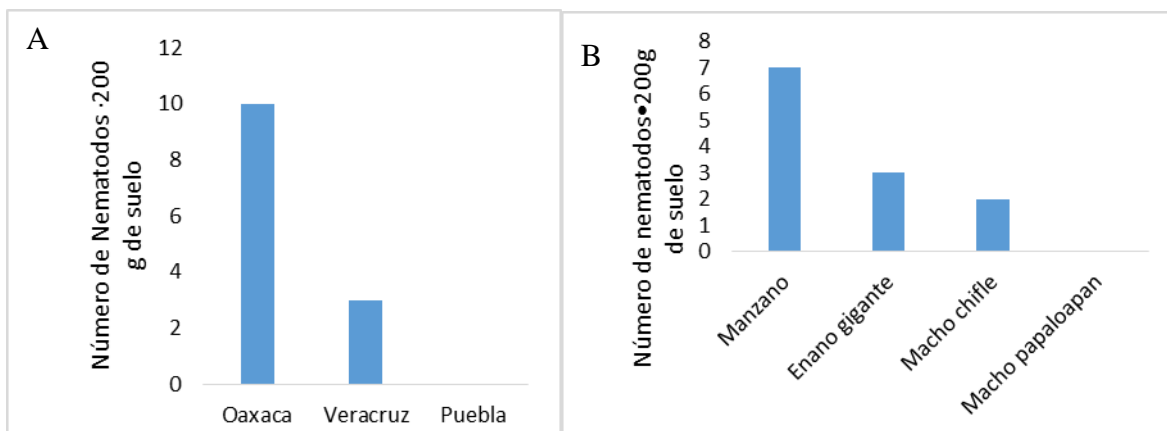 A
Número de Nematodos ·200
g de suelo
12
10
8
6
4
2
0
Oaxaca
Veracruz
Puebla
B
Número de nematodos•200g
de suelo
8
7
6
5
4
3
2
1
0
Manzano
Enano gigante
Macho chifle
Macho papaloapan